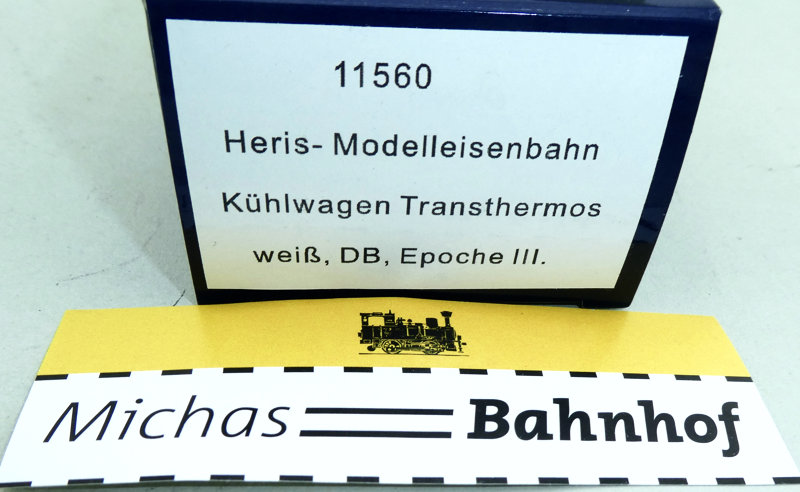 11560
Heris- Modelleisenbahn
Kühlwagen Transthermos
weiß, DB, Epoche III.
Michas Bahnhof